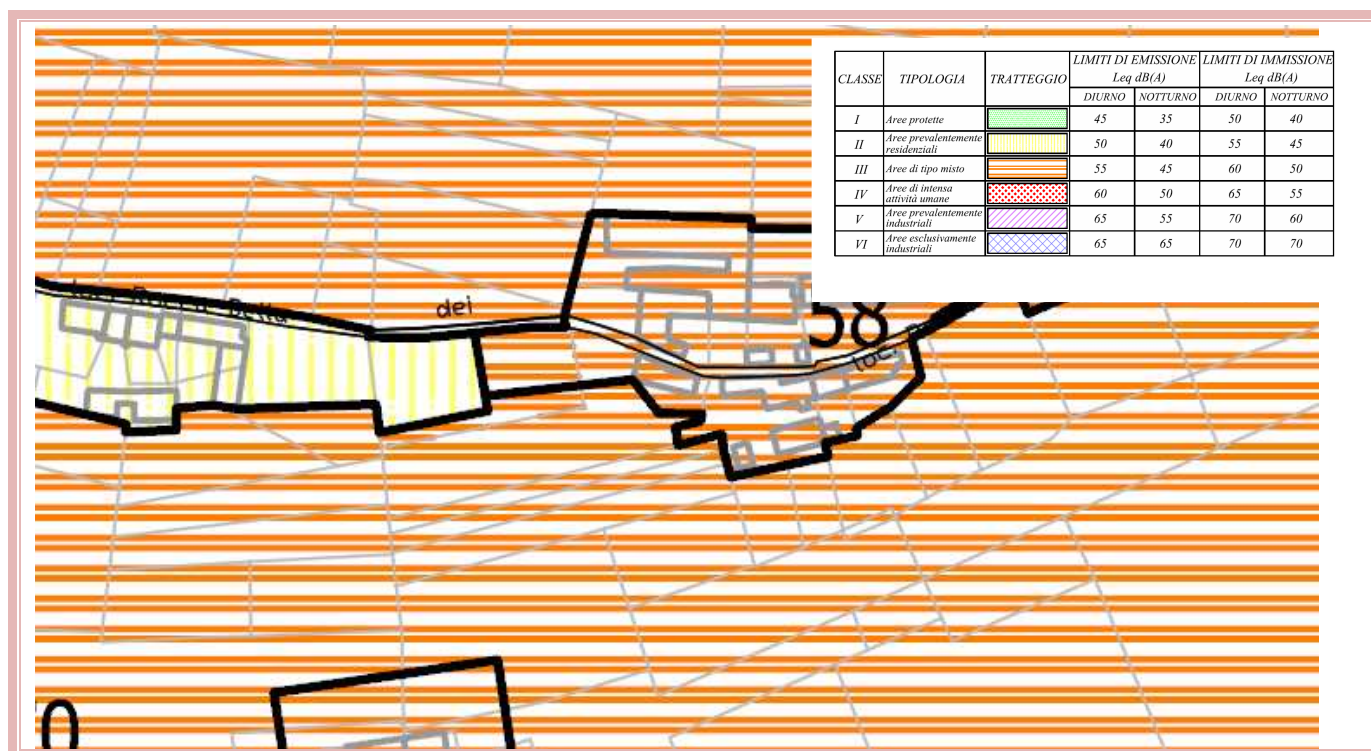 CLASSE TIPOLOGIA TRATTEGGIO LIMITI DI EMISSIONE Leq dB(A) LIMITI DI IMMISSIONE Leq dB(A)
DIURNO NOTTURNO DIURNO NOTTURNO
I Aree protette 45 35 50 40
II Aree prevalentemente residenziali 50 40 55 45
III Aree di tipo misto 55 45 60 50
IV Aree di intensa attività umane 60 50 65 55
V Aree prevalentemente industriali 65 55 70 60
VI Aree esclusivamente industriali 65 65 70 70
dei
58
loc.
0